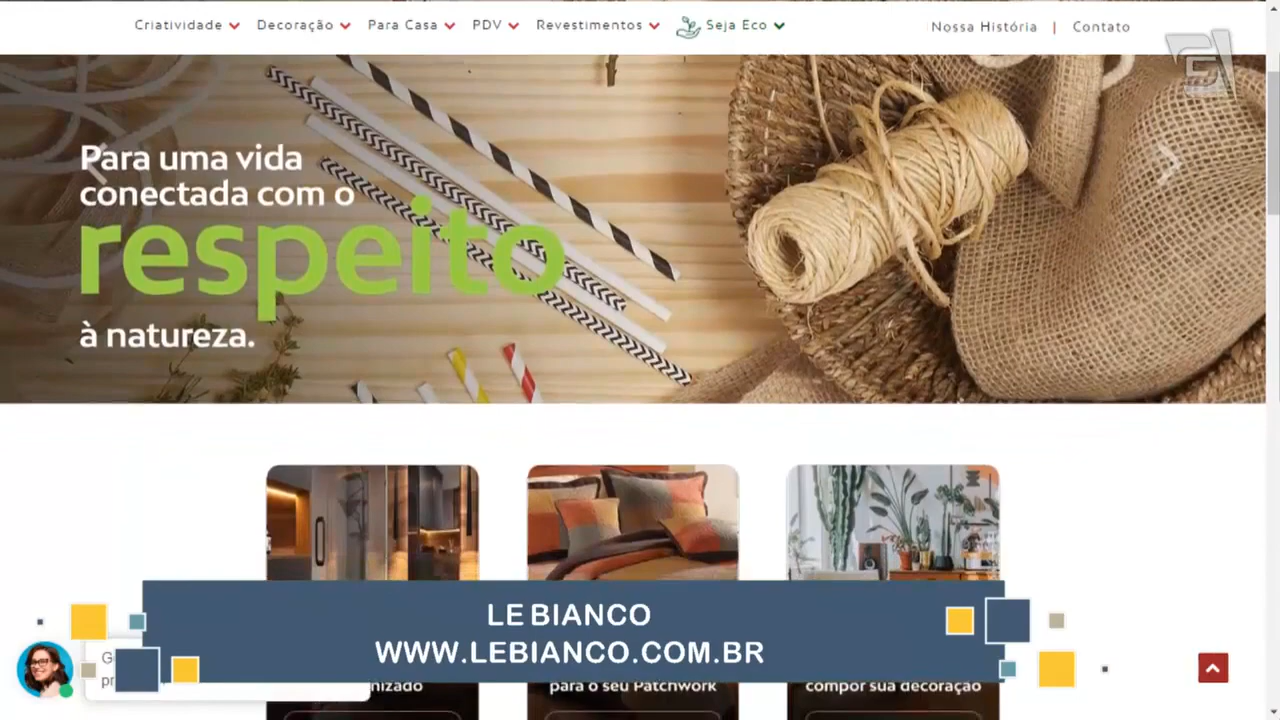 Criatividade Decoração Para Casa PDV Revestimentos Seja Eco Nossa História | Contato
Para uma vida
conectada com o
respeito
à natureza.
LE BIANCO
WWW.LEBIANCO.COM.BR
para o seu Patchwork
compor sua decoração